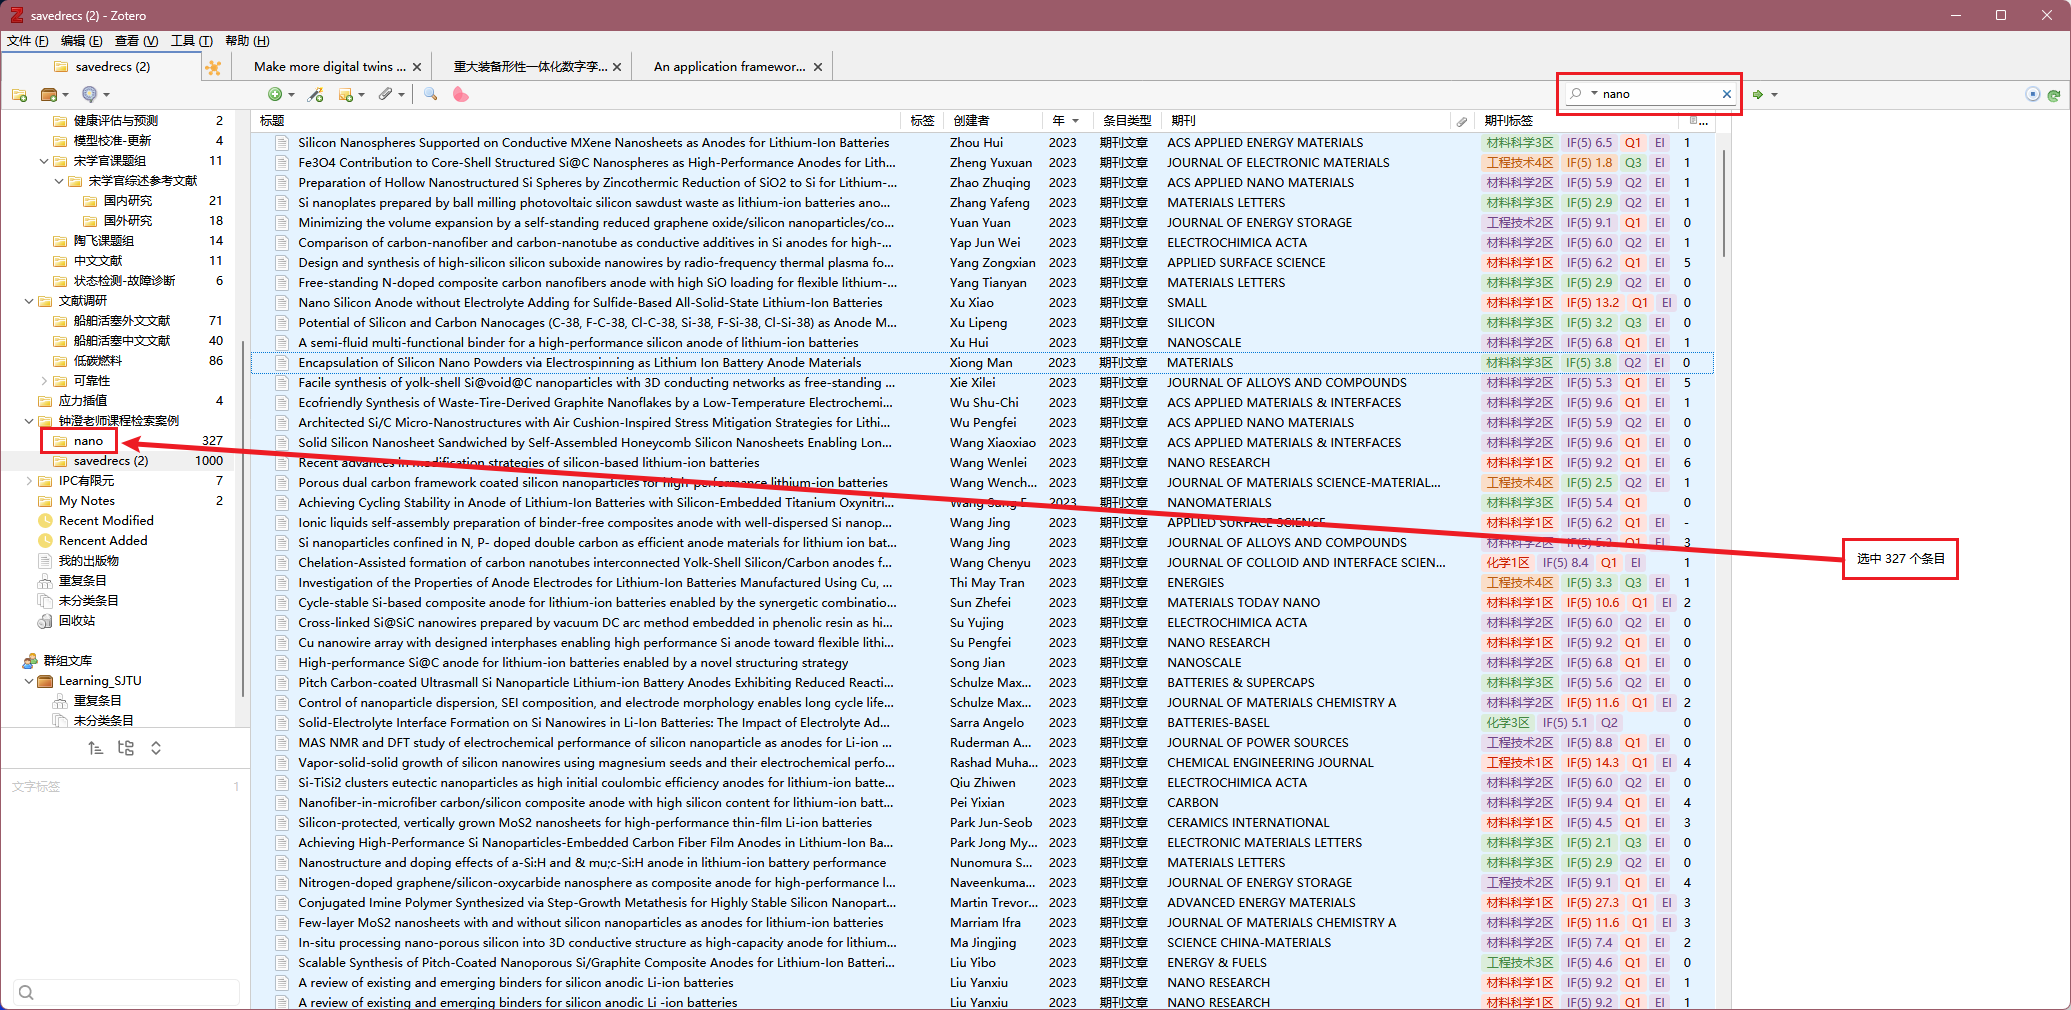 savedrecs (2) - Zotero
文件 (F) 编辑 (E) 查看 (V) 工具 (T) 帮助 (H)
savedrecs (2)
Make more digital twins ...
重大装备形性一体化数字孪...
An application framewor...
nano
健康评估与预测 2
模型校准-更新 4
宋学官课题组 11
宋学官综述参考文献
国内研究 21
国外研究 18
陶飞课题组 14
中文文献 11
状态检测-故障诊断 6
文献调研
船舶活塞外文文献 71
船舶活塞中文文献 40
低碳燃料 86
可靠性
应力插值 4
钟澄老师课程检索案例
nano 327
savedrecs (2) 1000
IPC有限元 7
My Notes 2
Recent Modified
Rencent Added
我的出版物
重复条目
未分类条目
回收站
群组文库
Learning_SJTU
重复条目
未分类条目
文字标签 1
标题 标签 创建者 年 条目类型 期刊 期刊标签 ...
Silicon Nanospheres Supported on Conductive MXene Nanosheets as Anodes for Lithium-Ion Batteries Zhou Hui 2023 期刊文章 ACS APPLIED ENERGY MATERIALS 材料科学3区 IF(5) 6.5 Q1 EI 1
Fe3O4 Contribution to Core-Shell Structured Si@C Nanospheres as High-Performance Anodes for Lith... Zheng Yuxuan 2023 期刊文章 JOURNAL OF ELECTRONIC MATERIALS 工程技术4区 IF(5) 1.8 Q3 EI 1
Preparation of Hollow Nanostructured Si Spheres by Zincothermic Reduction of SiO2 to Si for Lithium-... Zhao Zhuqing 2023 期刊文章 ACS APPLIED NANO MATERIALS 材料科学2区 IF(5) 5.9 Q2 EI 1
Si nanoplates prepared by ball milling photovoltaic silicon sawdust waste as lithium-ion batteries ano... Zhang Yafeng 2023 期刊文章 MATERIALS LETTERS 材料科学3区 IF(5) 2.9 Q2 EI 1
Minimizing the volume expansion by a self-standing reduced graphene oxide/silicon nanoparticles/co... Yuan Yuan 2023 期刊文章 JOURNAL OF ENERGY STORAGE 工程技术2区 IF(5) 9.1 Q1 EI 0
Comparison of carbon-nanofiber and carbon-nanotube as conductive additives in Si anodes for high-... Yap Jun Wei 2023 期刊文章 ELECTROCHIMICA ACTA 材料科学2区 IF(5) 6.0 Q2 EI 1
Design and synthesis of high-silicon silicon suboxide nanowires by radio-frequency thermal plasma fo... Yang Zongxian 2023 期刊文章 APPLIED SURFACE SCIENCE 材料科学1区 IF(5) 6.2 Q1 EI 5
Free-standing N-doped composite carbon nanofibers anode with high SiO loading for flexible lithium-... Yang Tianyan 2023 期刊文章 MATERIALS LETTERS 材料科学3区 IF(5) 2.9 Q2 EI 0
Nano Silicon Anode without Electrolyte Adding for Sulfide-Based All-Solid-State Lithium-Ion Batteries Xu Xiao 2023 期刊文章 SMALL 材料科学1区 IF(5) 13.2 Q1 EI 0
Potential of Silicon and Carbon Nanocages (C-38, F-C-38, Cl-C-38, Si-38, F-Si-38, Cl-Si-38) as Anode M... Xu Lipeng 2023 期刊文章 SILICON 材料科学3区 IF(5) 3.2 Q3 EI 0
A semi-fluid multi-functional binder for a high-performance silicon anode of lithium-ion batteries Xu Hui 2023 期刊文章 NANOSCALE 材料科学2区 IF(5) 6.8 Q1 EI 1
Encapsulation of Silicon Nano Powders via Electrospinning as Lithium Ion Battery Anode Materials Xiong Man 2023 期刊文章 MATERIALS 材料科学3区 IF(5) 3.8 Q2 EI 0
Facile synthesis of yolk-shell Si@void@C nanoparticles with 3D conducting networks as free-standing ... Xie Xilei 2023 期刊文章 JOURNAL OF ALLOYS AND COMPOUNDS 材料科学2区 IF(5) 5.3 Q1 EI 5
Ecofriendly Synthesis of Waste-Tire-Derived Graphite Nanoflakes by a Low-Temperature Electrochemi... Wu Shu-Chi 2023 期刊文章 ACS APPLIED MATERIALS & INTERFACES 材料科学2区 IF(5) 9.6 Q1 EI 1
Architected Si/C Micro-Nanostructures with Air Cushion-Inspired Stress Mitigation Strategies for Lithi... Wu Pengfei 2023 期刊文章 ACS APPLIED NANO MATERIALS 材料科学2区 IF(5) 5.9 Q2 EI 0
Solid Silicon Nanosheet Sandwiched by Self-Assembled Honeycomb Silicon Nanosheets Enabling Lon... Wang Xiaoxiao 2023 期刊文章 ACS APPLIED MATERIALS & INTERFACES 材料科学2区 IF(5) 9.6 Q1 EI 0
Recent advances in modification strategies of silicon-based lithium-ion batteries Wang Wenlei 2023 期刊文章 NANO RESEARCH 材料科学1区 IF(5) 9.2 Q1 EI 6
Porous dual carbon framework coated silicon nanoparticles for high-performance lithium-ion batteries Wang Wench... 2023 期刊文章 JOURNAL OF MATERIALS SCIENCE-MATERIAL... 工程技术4区 IF(5) 2.5 Q2 EI 1
Achieving Cycling Stability in Anode of Lithium-Ion Batteries with Silicon-Embedded Titanium Oxynitri... Wang 2023 期刊文章 NANOMATERIALS 材料科学3区 IF(5) 5.4 Q1 0
Ionic liquids self-assembly preparation of binder-free composites anode with well-dispersed Si nanop... Wang Jing 2023 期刊文章 APPLIED SURFACE SCIENCE 材料科学1区 IF(5) 6.2 Q1 EI -
Si nanoparticles confined in N, P- doped double carbon as efficient anode materials for lithium ion bat... Wang Jing 2023 期刊文章 JOURNAL OF ALLOYS AND COMPOUNDS 材料科学2区 IF(5) 5.3 Q1 EI 3
Chelation-Assisted formation of carbon nanotubes interconnected Yolk-Shell Silicon/Carbon anodes f... Wang Chenyu 2023 期刊文章 JOURNAL OF COLLOID AND INTERFACE SCIEN... 化学1区 IF(5) 8.4 Q1 EI 1
选中 327 个条目
Investigation of the Properties of Anode Electrodes for Lithium-Ion Batteries Manufactured Using Cu, ... Thi May Tran 2023 期刊文章 ENERGIES 工程技术4区 IF(5) 3.3 Q3 EI 1
Cycle-stable Si-based composite anode for lithium-ion batteries enabled by the synergetic combinatio... Sun Zhefei 2023 期刊文章 MATERIALS TODAY NANO 材料科学1区 IF(5) 10.6 Q1 EI 2
Cross-linked Si@SiC nanowires prepared by vacuum DC arc method embedded in phenolic resin as hi... Su Yujing 2023 期刊文章 ELECTROCHIMICA ACTA 材料科学2区 IF(5) 6.0 Q2 EI 0
Cu nanowire array with designed interphases enabling high performance Si anode toward flexible lithi... Su Pengfei 2023 期刊文章 NANO RESEARCH 材料科学1区 IF(5) 9.2 Q1 EI 0
High-performance Si@C anode for lithium-ion batteries enabled by a novel structuring strategy Song Jian 2023 期刊文章 NANOSCALE 材料科学2区 IF(5) 6.8 Q1 EI 0
Pitch Carbon-coated Ultrasmall Si Nanoparticle Lithium-Ion Battery Anodes Exhibiting Reduced Reacti... Schulze Max... 2023 期刊文章 BATTERIES & SUPERCAPS 材料科学3区 IF(5) 5.6 Q2 EI 0
Control of nanoparticle dispersion, SEI composition, and electrode morphology enables long cycle life... Schulze Max... 2023 期刊文章 JOURNAL OF MATERIALS CHEMISTRY A 材料科学2区 IF(5) 11.6 Q1 EI 2
Solid-Electrolyte Interface Formation on Si Nanowires in Li-Ion Batteries: The Impact of Electrolyte Ad... Sarra Angelo 2023 期刊文章 BATTERIES-BASEL 化学3区 IF(5) 5.1 Q2 0
MAS NMR and DFT study of electrochemical performance of silicon nanoparticle as anodes for Li-ion ... Ruderman A... 2023 期刊文章 JOURNAL OF POWER SOURCES 工程技术2区 IF(5) 8.8 Q1 EI 0
Vapor-solid-solid growth of silicon nanowires using magnesium seeds and their electrochemical perfo... Rashad Muha... 2023 期刊文章 CHEMICAL ENGINEERING JOURNAL 工程技术1区 IF(5) 14.3 Q1 EI 4
Si-TiSi2 clusters eutectic nanoparticles as high initial coulombic efficiency anodes for lithium-ion batte... Qiu Zhiwen 2023 期刊文章 ELECTROCHIMICA ACTA 材料科学2区 IF(5) 6.0 Q2 EI 0
Nanofiber-in-microfiber carbon/silicon composite anode with high silicon content for lithium-ion batt... Pei Yixian 2023 期刊文章 CARBON 材料科学2区 IF(5) 9.4 Q1 EI 4
Silicon-protected, vertically grown MoS2 nanosheets for high-performance thin-film Li-ion batteries Park Jun-Seob 2023 期刊文章 CERAMICS INTERNATIONAL 材料科学1区 IF(5) 4.5 Q1 EI 3
Achieving High-Performance Si Nanoparticles-Embedded Carbon Fiber Film Anodes in Lithium-Ion Ba... Park Jong My... 2023 期刊文章 ELECTRONIC MATERIALS LETTERS 材料科学3区 IF(5) 2.1 Q3 EI 0
Nanostructure and doping effects of a-Si:H and & mu;c-Si:H anode in lithium-ion battery performance Nunomura S... 2023 期刊文章 MATERIALS LETTERS 材料科学3区 IF(5) 2.9 Q2 EI 0
Nitrogen-doped graphene/silicon-oxycarbide nanosphere as composite anode for high-performance l... Naveenkuma... 2023 期刊文章 JOURNAL OF ENERGY STORAGE 工程技术2区 IF(5) 9.1 Q1 EI 4
Conjugated Imine Polymer Synthesized via Step-Growth Metathesis for Highly Stable Silicon Nanopart... Martin Trevor... 2023 期刊文章 ADVANCED ENERGY MATERIALS 材料科学1区 IF(5) 27.3 Q1 EI 3
Few-layer MoS2 nanosheets with and without silicon nanoparticles as anodes for lithium-ion batteries Marriam Ifra 2023 期刊文章 JOURNAL OF MATERIALS CHEMISTRY A 材料科学2区 IF(5) 11.6 Q1 EI 3
In-situ processing nano-porous silicon into 3D conductive structure as high-capacity anode for lithium... Ma Jingjing 2023 期刊文章 SCIENCE CHINA-MATERIALS 材料科学2区 IF(5) 7.4 Q1 EI 2
Scalable Synthesis of Pitch-Coated Nanoporous Si/Graphite Composite Anodes for Lithium-Ion Batteri... Liu Yibo 2023 期刊文章 ENERGY & FUELS 工程技术3区 IF(5) 4.6 Q1 EI 0
A review of existing and emerging binders for silicon anodic Li-ion batteries Liu Yanxiu 2023 期刊文章 NANO RESEARCH 材料科学1区 IF(5) 9.2 Q1 EI 1
A review of existing and emerging binders for silicon anodic Li -ion batteries Liu Yanxiu 2023 期刊文章 NANO RESEARCH 材料科学1区 IF(5) 9.2 Q1 EI 1